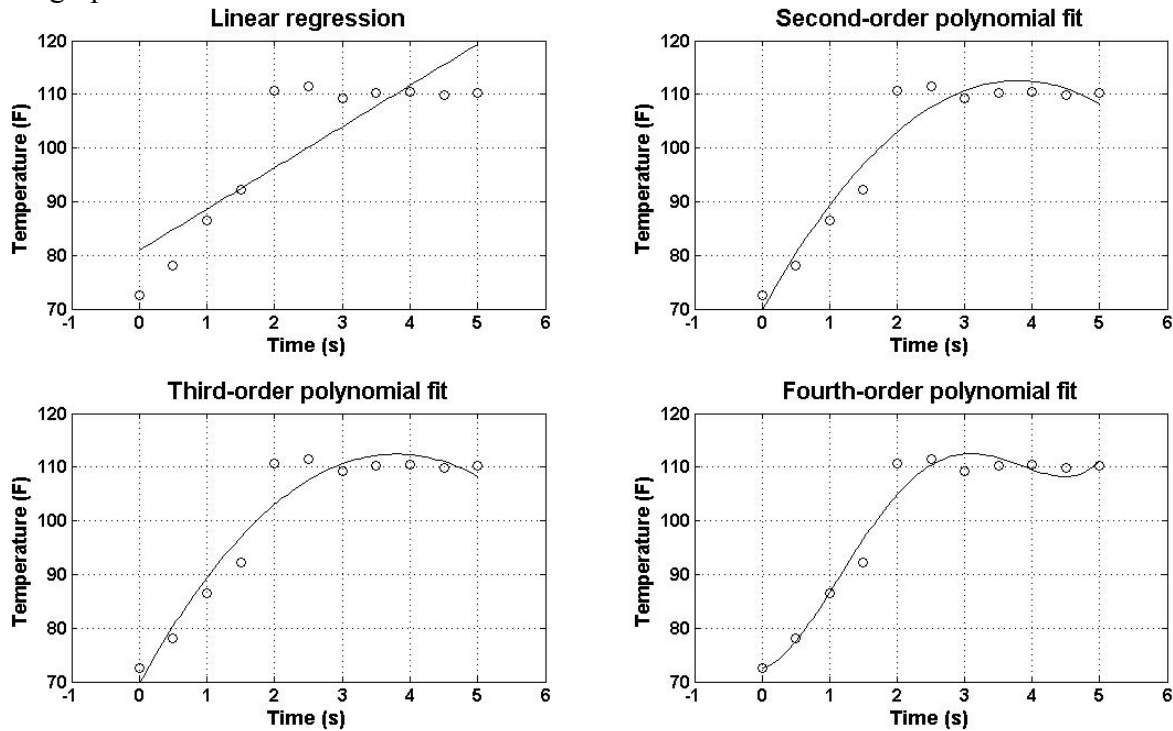 Linear regression
120
110
100
90
80
70
-1 0 1 2 3 4 5 6
Temperature (F)
Time (s)
Second-order polynomial fit
120
110
100
90
80
70
-1 0 1 2 3 4 5 6
Temperature (F)
Time (s)
Third-order polynomial fit
120
110
100
90
80
70
-1 0 1 2 3 4 5 6
Temperature (F)
Time (s)
Fourth-order polynomial fit
120
110
100
90
80
70
-1 0 1 2 3 4 5 6
Temperature (F)
Time (s)